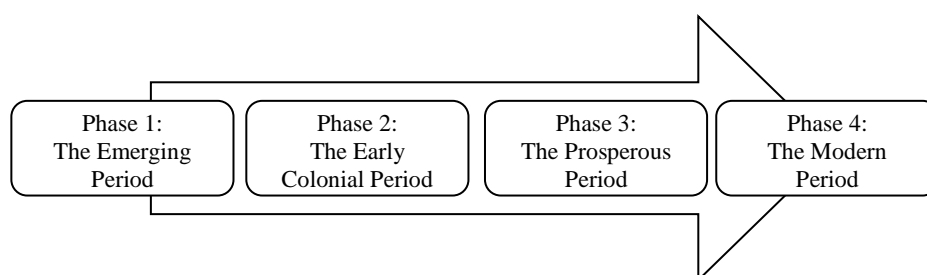 Phase 1:
The Emerging
Period
Phase 2:
The Early
Colonial Period
Phase 3:
The Prosperous
Period
Phase 4:
The Modern
Period